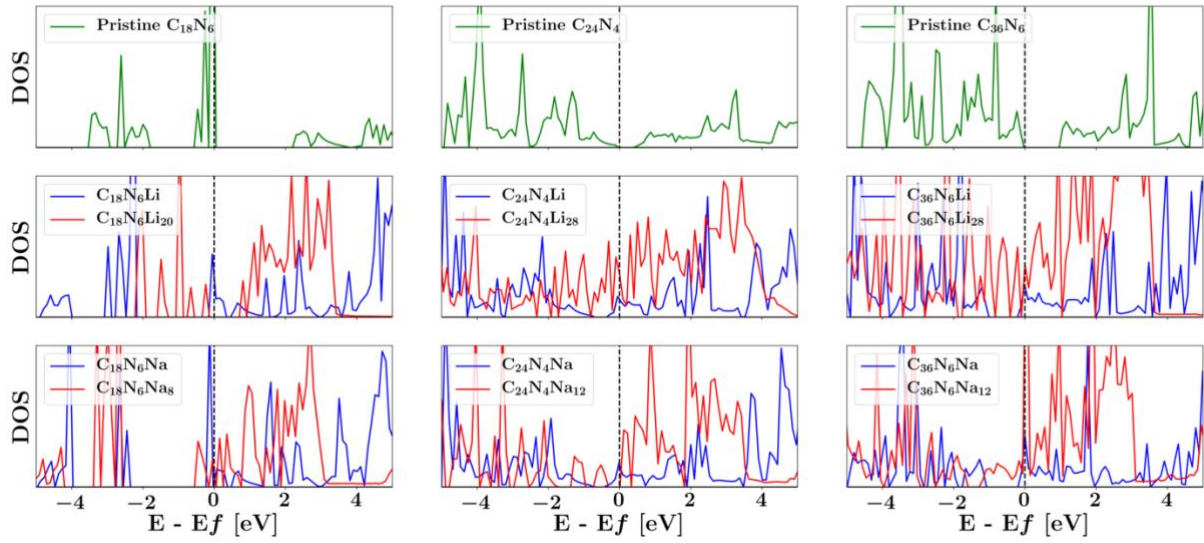 DOS
Pristine C₁₈N₆
Pristine C₂₄N₄
Pristine C₃₆N₆
DOS
C₁₈N₆Li
C₁₈N₆Li₂₀
C₂₄N₄Li
C₂₄N₄Li₂₈
C₃₆N₆Li
C₃₆N₆Li₂₈
DOS
C₁₈N₆Na
C₁₈N₆Na₈
C₂₄N₄Na
C₂₄N₄Na₁₂
C₃₆N₆Na
C₃₆N₆Na₁₂
−4 −2 0 2 4
−4 −2 0 2 4
−4 −2 0 2 4
E - Ef [eV]
E - Ef [eV]
E - Ef [eV]